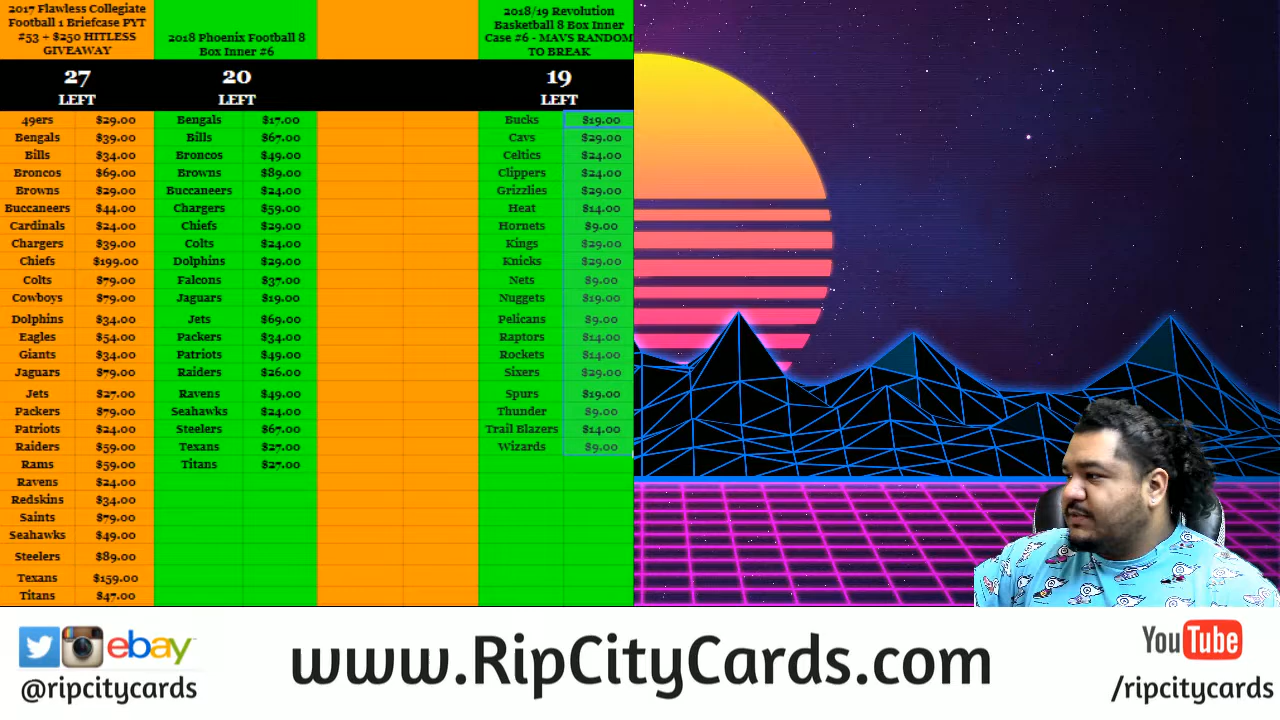 2017 Flawless Collegiate
Football 1 Briefcase PYT
#53 + $250 HITLESS
GIVEAWAY
27
LEFT
49ers $29.00
Bengals $39.00
Bills $34.00
Broncos $69.00
Browns $29.00
Buccaneers $44.00
Cardinals $24.00
Chargers $39.00
Chiefs $199.00
Colts $79.00
Cowboys $79.00
Dolphins $34.00
Eagles $54.00
Giants $34.00
Jaguars $79.00
Jets $27.00
Packers $79.00
Patriots $24.00
Raiders $59.00
Rams $59.00
Ravens $24.00
Redskins $34.00
Saints $79.00
Seahawks $49.00
Steelers $89.00
Texans $159.00
Titans $47.00
2018 Phoenix Football 8
Box Inner #6
20
LEFT
Bengals $17.00
Bills $67.00
Broncos $49.00
Browns $89.00
Buccaneers $24.00
Chargers $59.00
Chiefs $29.00
Colts $24.00
Dolphins $29.00
Falcons $37.00
Jaguars $19.00
Jets $69.00
Packers $34.00
Patriots $49.00
Raiders $26.00
Ravens $49.00
Seahawks $24.00
Steelers $67.00
Texans $27.00
Titans $27.00
2018/19 Revolution
Basketball 8 Box Inner
Case #6 - MAVS RANDOM
TO BREAK
19
LEFT
Bucks $19.00
Cavs $29.00
Celtics $24.00
Clippers $24.00
Grizzlies $29.00
Heat $14.00
Hornets $9.00
Kings $29.00
Knicks $29.00
Nets $9.00
Nuggets $19.00
Pelicans $9.00
Raptors $14.00
Rockets $14.00
Sixers $29.00
Spurs $19.00
Thunder $9.00
Trail Blazers $14.00
Wizards $9.00
ebay
@ripcitycards
www.RipCityCards.com
YouTube
/ripcitycards